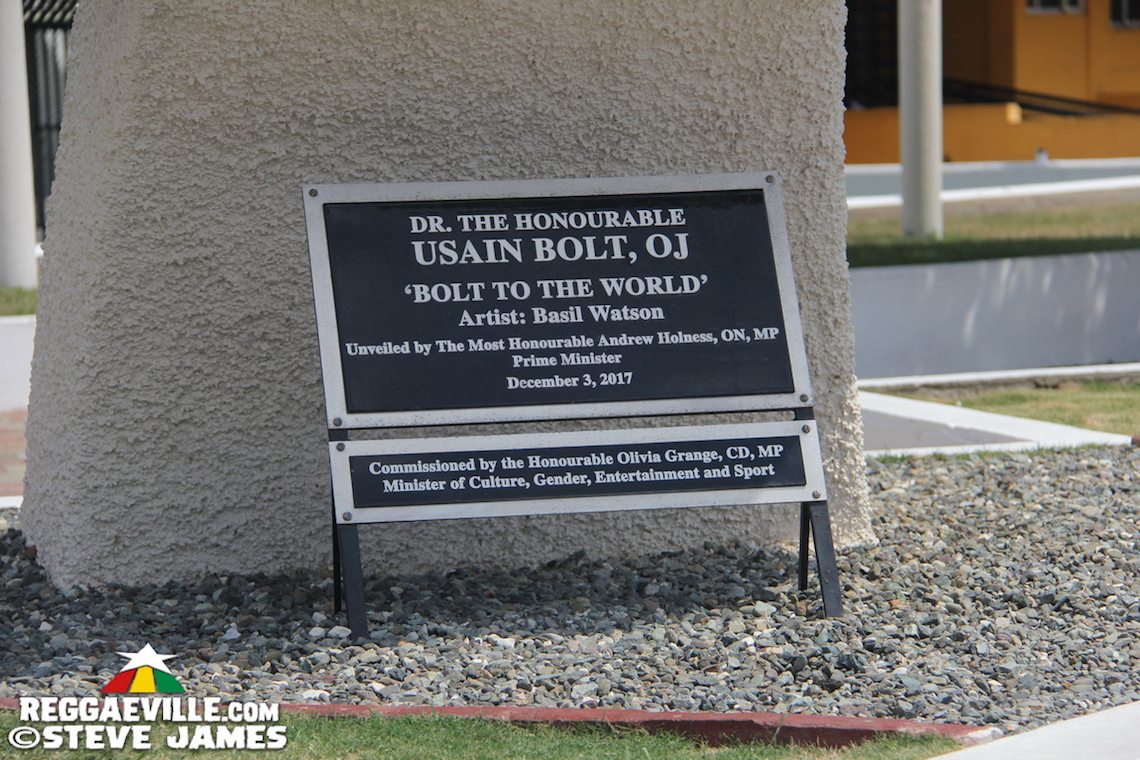 DR. THE HONOURABLE
USAIN BOLT, OJ
‘BOLT TO THE WORLD’
Artist: Basil Watson
Unveiled by The Most Honourable Andrew Holness, ON, MP
Prime Minister
December 3, 2017
Commissioned by the Honourable Olivia Grange, CD, MP
Minister of Culture, Gender, Entertainment and Sport
REGGAEVILLE.COM
©STEVE JAMES